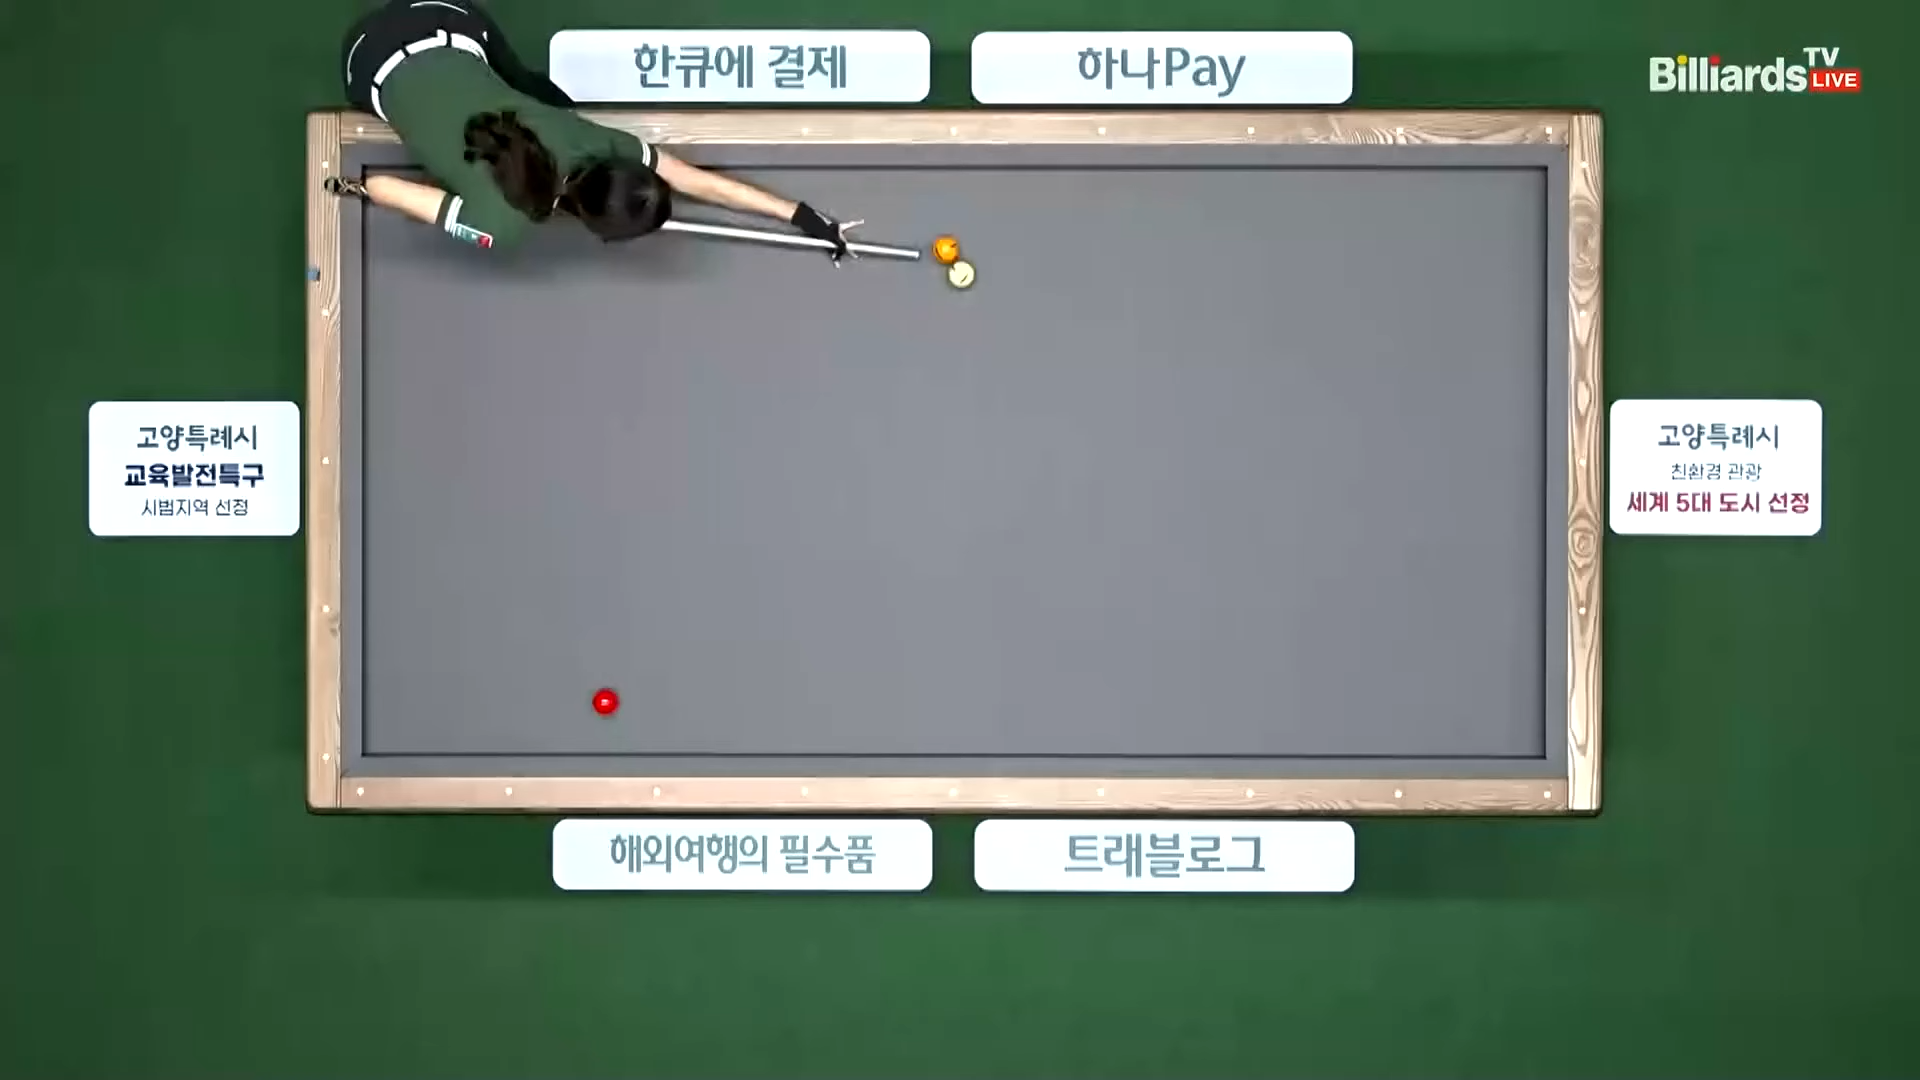 한큐에 결제
하나Pay
Billiards TV LIVE
고양특례시
교육발전특구
시범지역 선정
고양특례시
친환경 관광
세계 5대 도시 선정
해외여행의 필수품
트래블로그